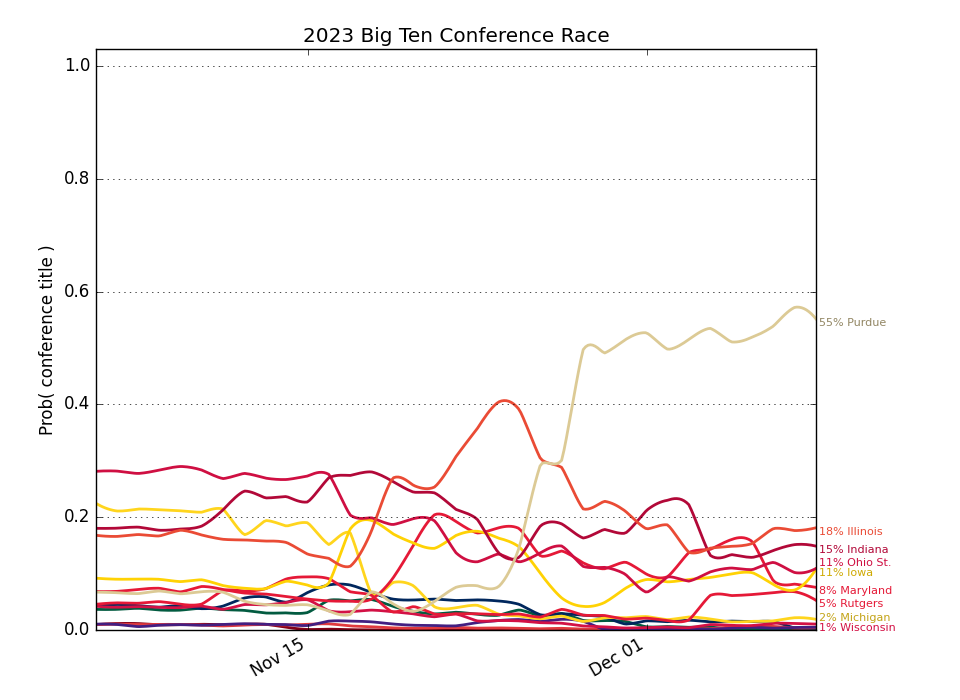 2023 Big Ten Conference Race
Prob( conference title )
1.0
0.8
0.6
0.4
0.2
0.0
Nov 15
Dec 01
55% Purdue
18% Illinois
15% Indiana
11% Ohio St.
11% Iowa
8% Maryland
5% Rutgers
2% Michigan
1% Wisconsin